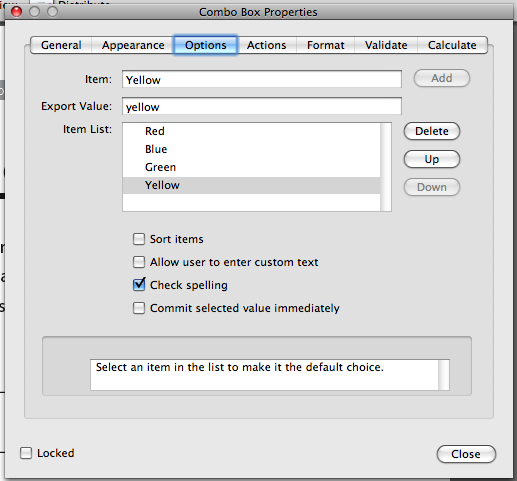 Distribute
Combo Box Properties
General Appearance Options Actions Format Validate Calculate
Item: Yellow Add
Export Value: yellow
Item List:
Red
Blue
Green
Yellow
Delete
Up
Down
Sort items
Allow user to enter custom text
Check spelling
Commit selected value immediately
Select an item in the list to make it the default choice.
Locked
Close